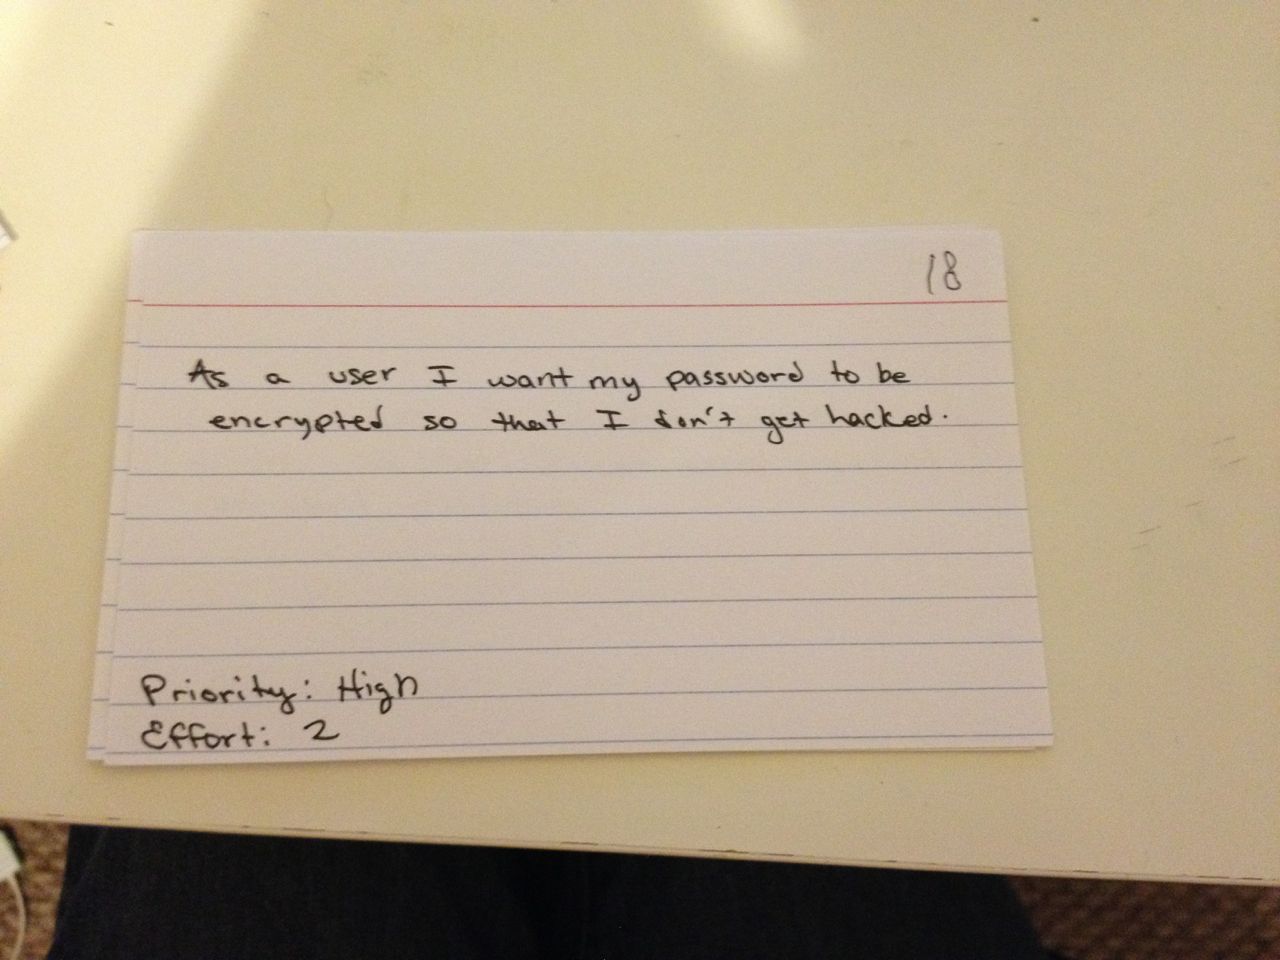 18
As a user I want my password to be
encrypted so that I don't get hacked.
Priority: High
Effort: 2